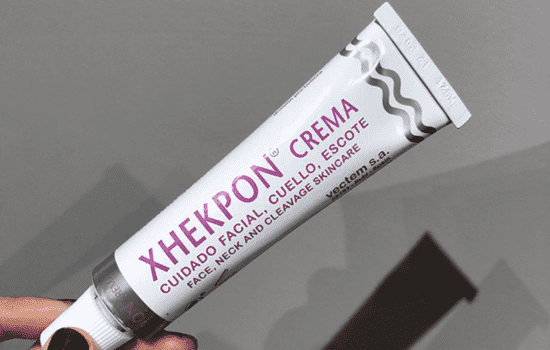 XHEKPON® CREMA
CUIDADO FACIAL, CUELLO, ESCOTE
FACE, NECK AND CLEAVAGE SKINCARE
vectem s.a.